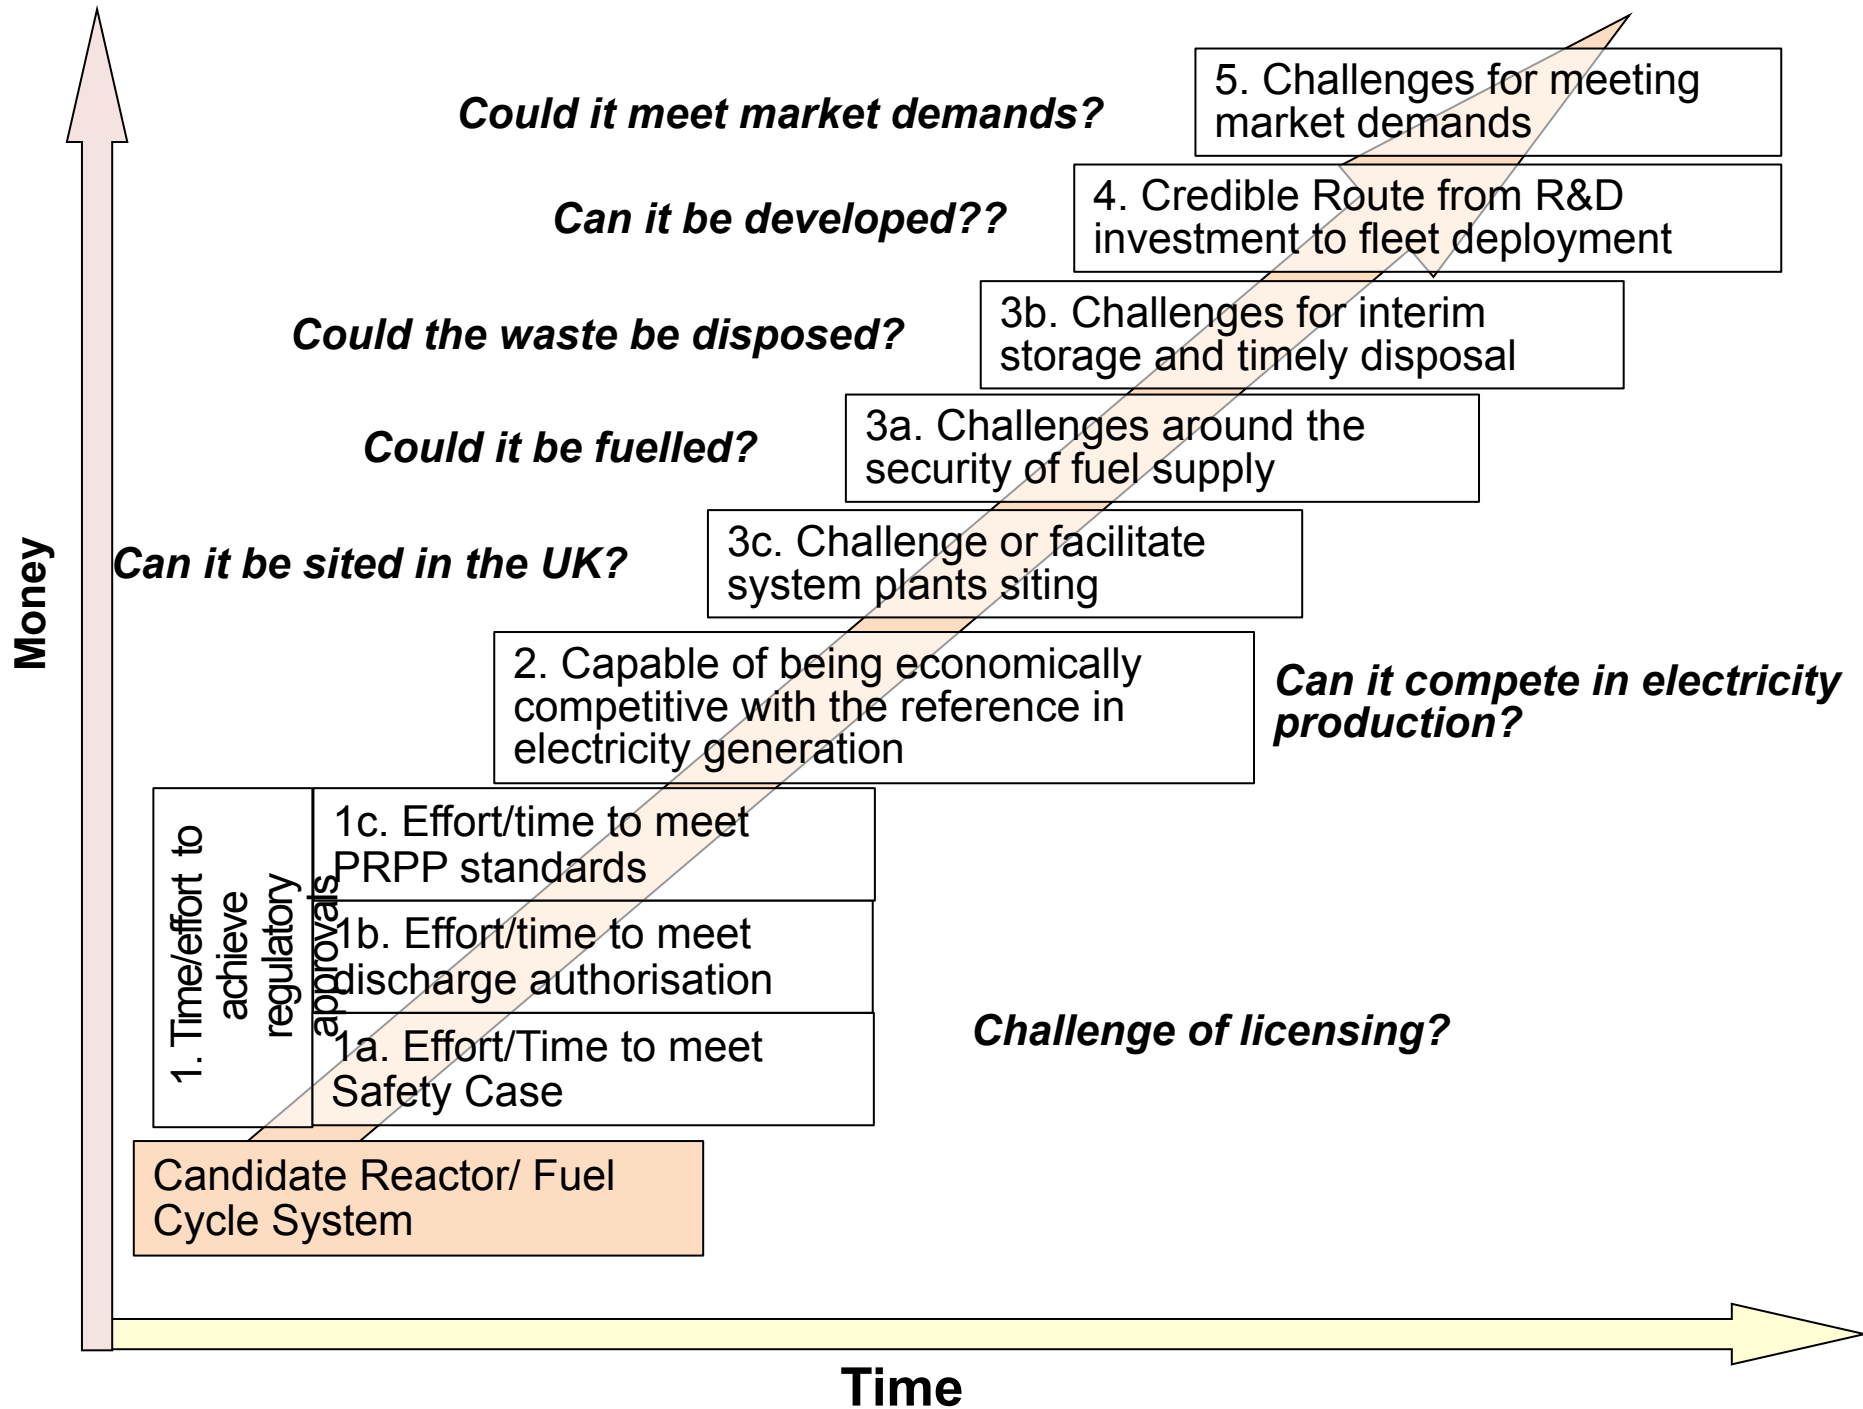 Could it meet market demands?
5. Challenges for meeting
market demands
Can it be developed??
4. Credible Route from R&D
investment to fleet deployment
Could the waste be disposed?
3b. Challenges for interim
storage and timely disposal
Could it be fuelled?
3a. Challenges around the
security of fuel supply
Can it be sited in the UK?
3c. Challenge or facilitate
system plants siting
Money
2. Capable of being economically
competitive with the reference in
electricity generation
Can it compete in electricity
production?
1. Time/effort to
achieve
regulatory
approvals
1c. Effort/time to meet
PRPP standards
1b. Effort/time to meet
discharge authorisation
1a. Effort/Time to meet
Safety Case
Challenge of licensing?
Candidate Reactor/ Fuel
Cycle System
Time